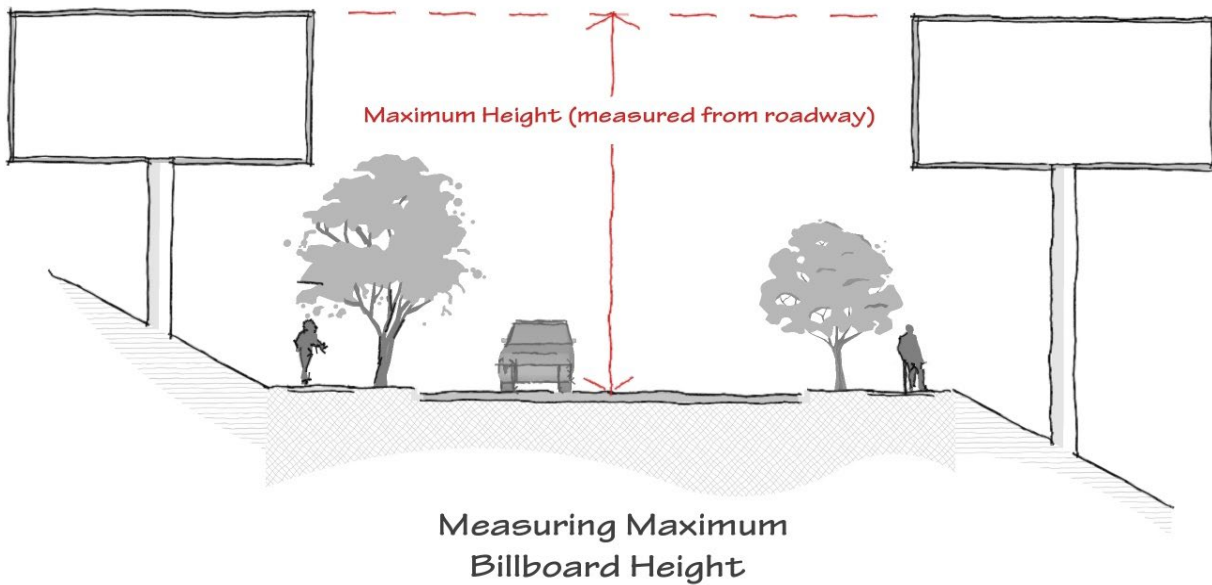 Maximum Height (measured from roadway)
Measuring Maximum
Billboard Height